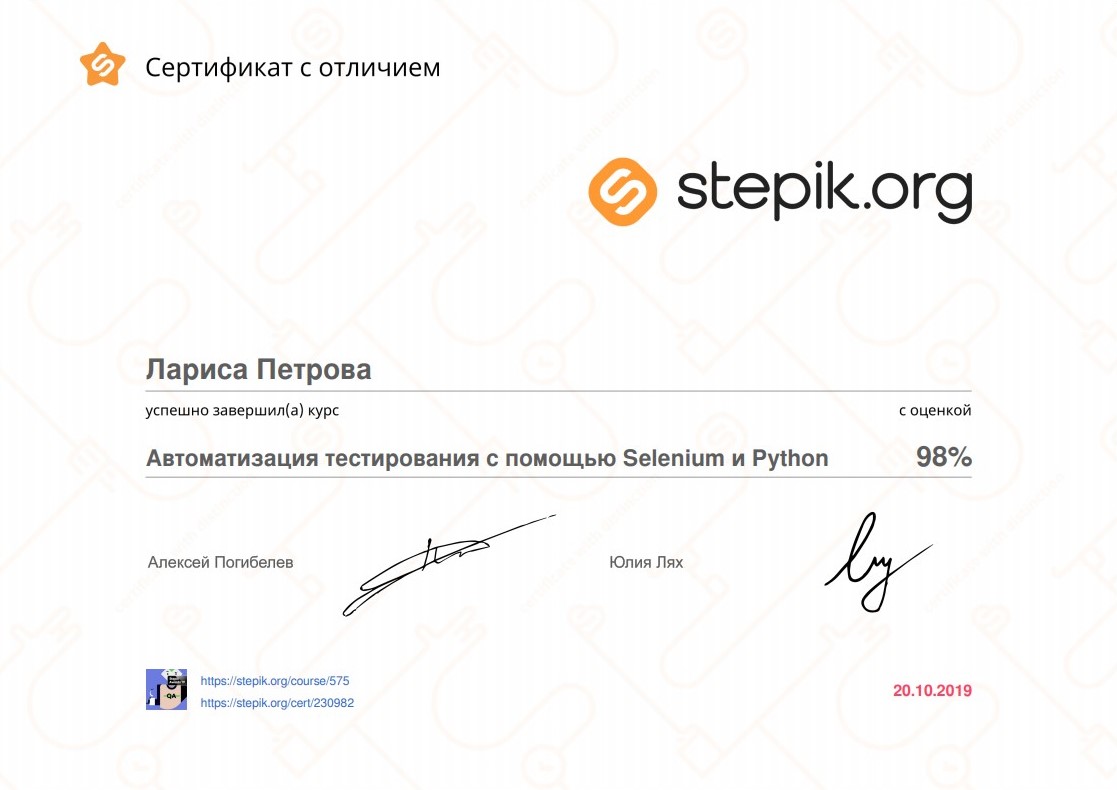 Сертификат с отличием
stepik.org
Лариса Петрова
успешно завершил(а) курс с оценкой
Автоматизация тестирования с помощью Selenium и Python 98%
Алексей Погибелев Юлия Лях
QA
https://stepik.org/course/575
https://stepik.org/cert/230982
20.10.2019